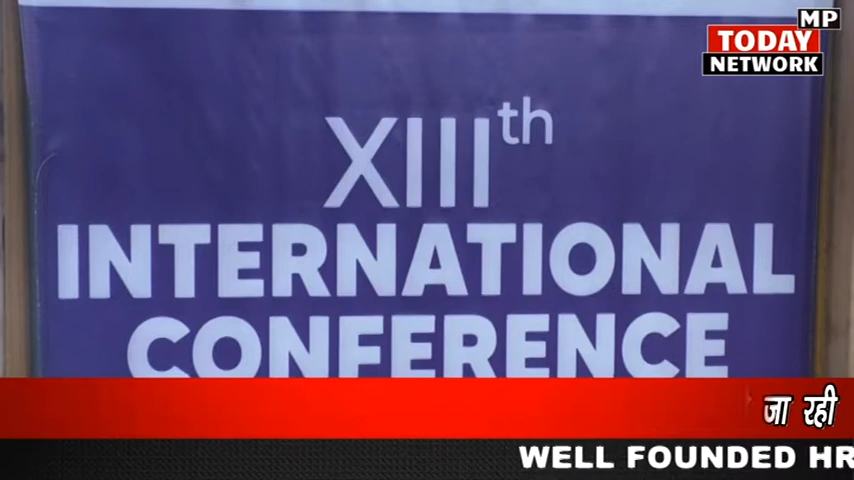 MP
TODAY
NETWORK
XIIIth
INTERNATIONAL
CONFERENCE
जा रही
WELL FOUNDED HR